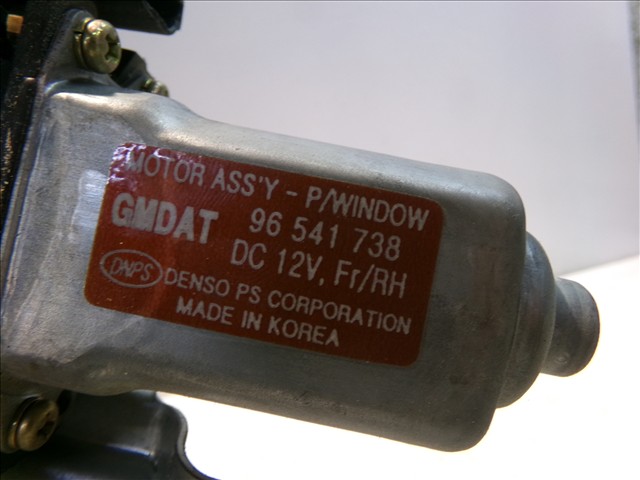 MOTOR ASS'Y - P/WINDOW
GMDAT 96 541 738
DC 12V, Fr/RH
DNPS DENSO PS CORPORATION
MADE IN KOREA